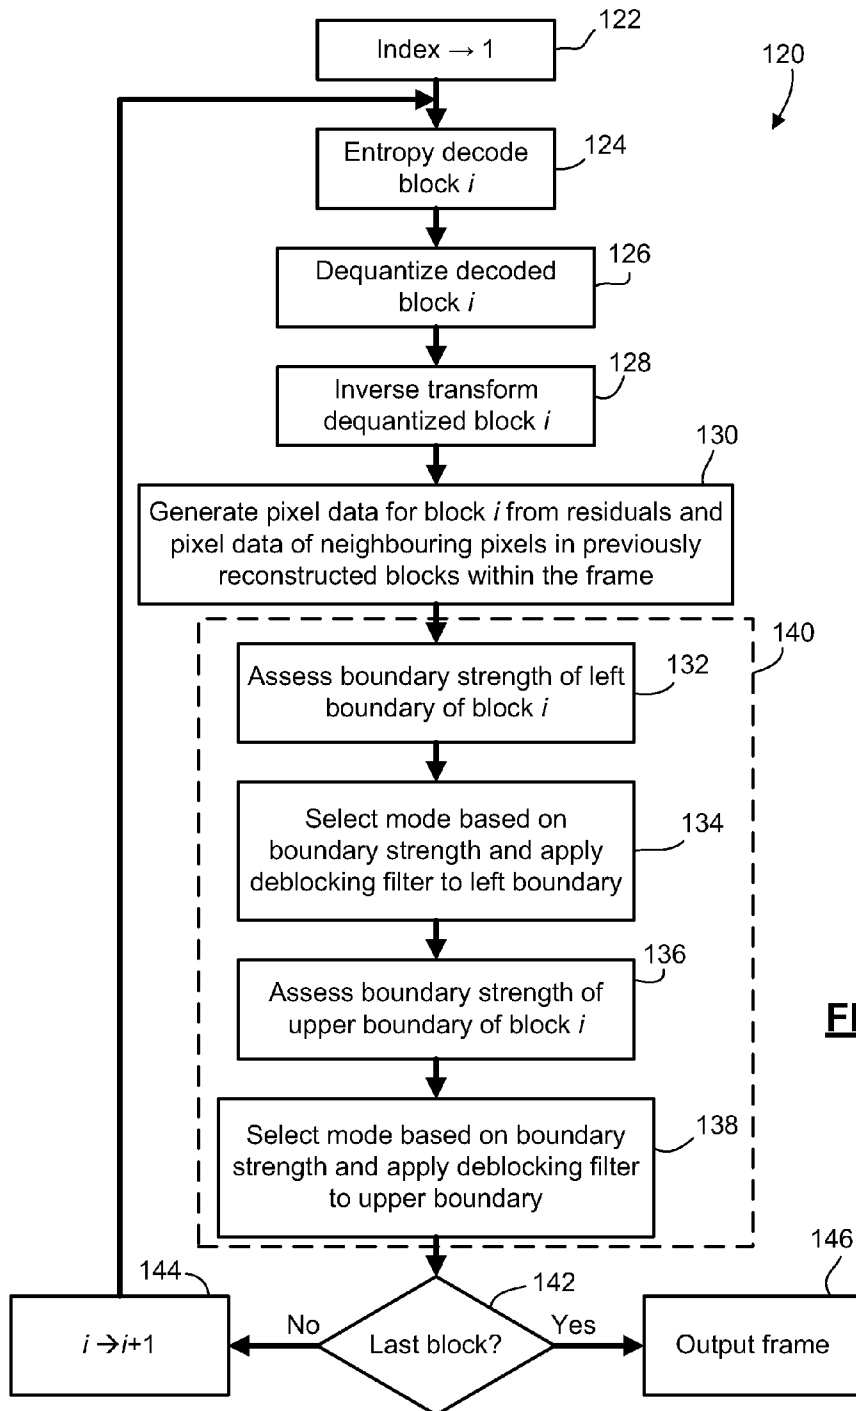 Index → 1
122
120
Entropy decode
block i
124
Dequantize decoded
block i
126
Inverse transform
dequantized block i
128
130
Generate pixel data for block i from residuals and
pixel data of neighbouring pixels in previously
reconstructed blocks within the frame
140
Assess boundary strength of left
boundary of block i
132
Select mode based on
boundary strength and apply
deblocking filter to left boundary
134
136
Assess boundary strength of
upper boundary of block i
Select mode based on boundary
strength and apply deblocking filter
to upper boundary
138
144
142
146
i →i+1
No
Last block?
Yes
Output frame